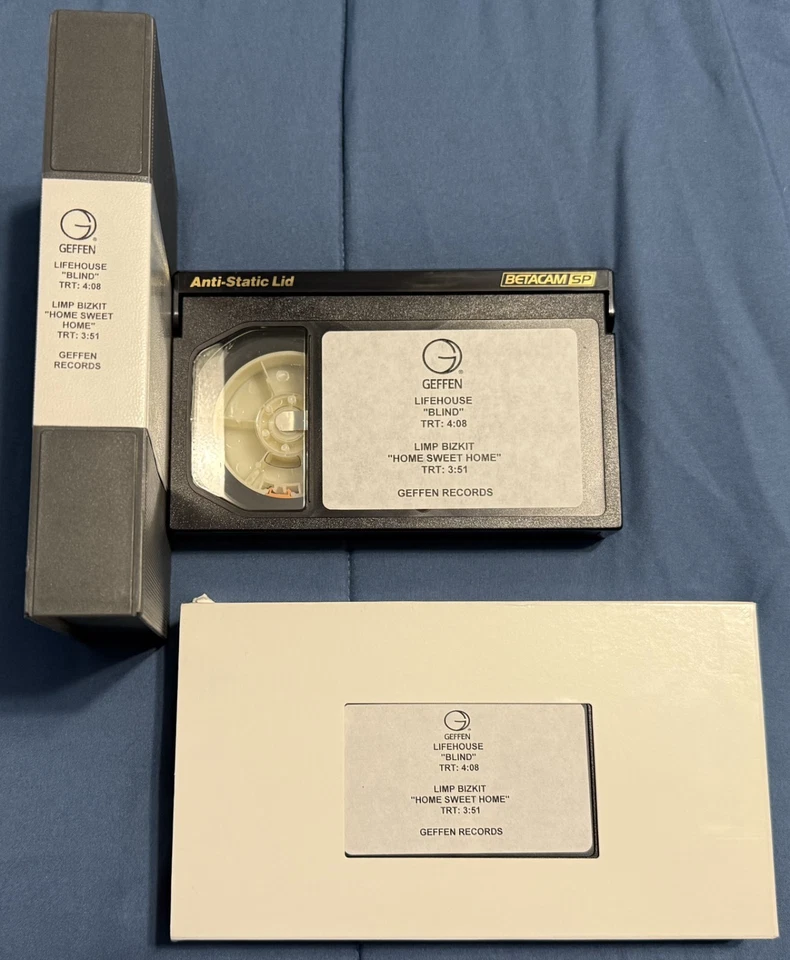 GEFFEN
LIFEHOUSE
"BLIND"
TRT: 4:08
LIMP BIZKIT
"HOME SWEET
HOME"
TRT: 3:51
GEFFEN
RECORDS
Anti-Static Lid
BETACAM SP
GEFFEN
LIFEHOUSE
"BLIND"
TRT: 4:08
LIMP BIZKIT
"HOME SWEET HOME"
TRT: 3:51
GEFFEN RECORDS
GEFFEN
LIFEHOUSE
"BLIND"
TRT: 4:08
LIMP BIZKIT
"HOME SWEET HOME"
TRT: 3:51
GEFFEN RECORDS